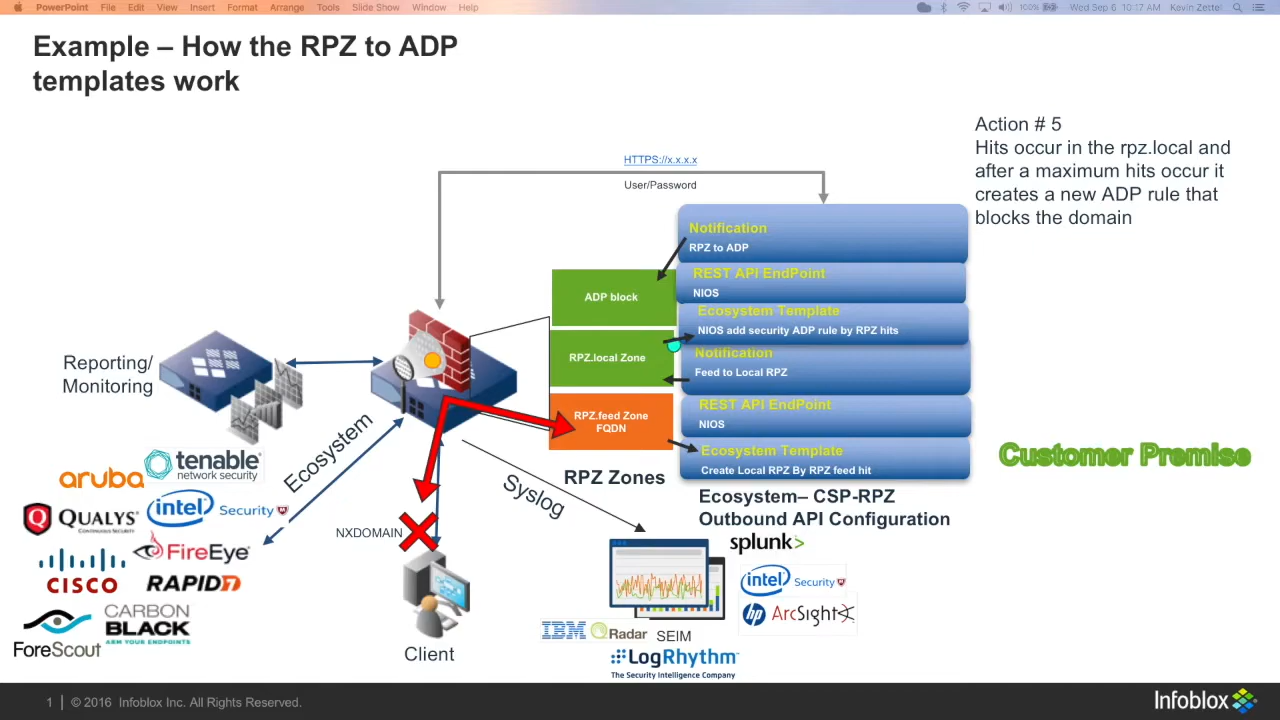 PowerPoint File Edit View Insert Format Arrange Tools Slide Show Window Help 100% Wed Sep 6 10:17 AM Kevin Zettel
Example – How the RPZ to ADP
templates work
Action # 5
Hits occur in the rpz.local and
after a maximum hits occur it
creates a new ADP rule that
blocks the domain
HTTPS://x.x.x.x
User/Password
Notification
RPZ to ADP
REST API EndPoint
NIOS
Ecosystem Template
NIOS add security ADP rule by RPZ hits
Notification
Feed to Local RPZ
REST API EndPoint
NIOS
Ecosystem Template
Create Local RPZ By RPZ feed hit
ADP block
RPZ.local Zone
RPZ.feed Zone
FQDN
RPZ Zones
Ecosystem– CSP-RPZ
Outbound API Configuration
Customer Premise
Reporting/
Monitoring
Ecosystem
Syslog
NXDOMAIN
Client
aruba
tenable
network security
QUALYS
CONTINUOUS SECURITY
intel Security
FireEye
CISCO
RAPID7
ForeScout
CARBON
BLACK
ARM YOUR ENDPOINTS
splunk>
intel Security
hp ArcSight
IBM QRadar SEIM
LogRhythm
The Security Intelligence Company
1 | © 2016 Infoblox Inc. All Rights Reserved.
Infoblox